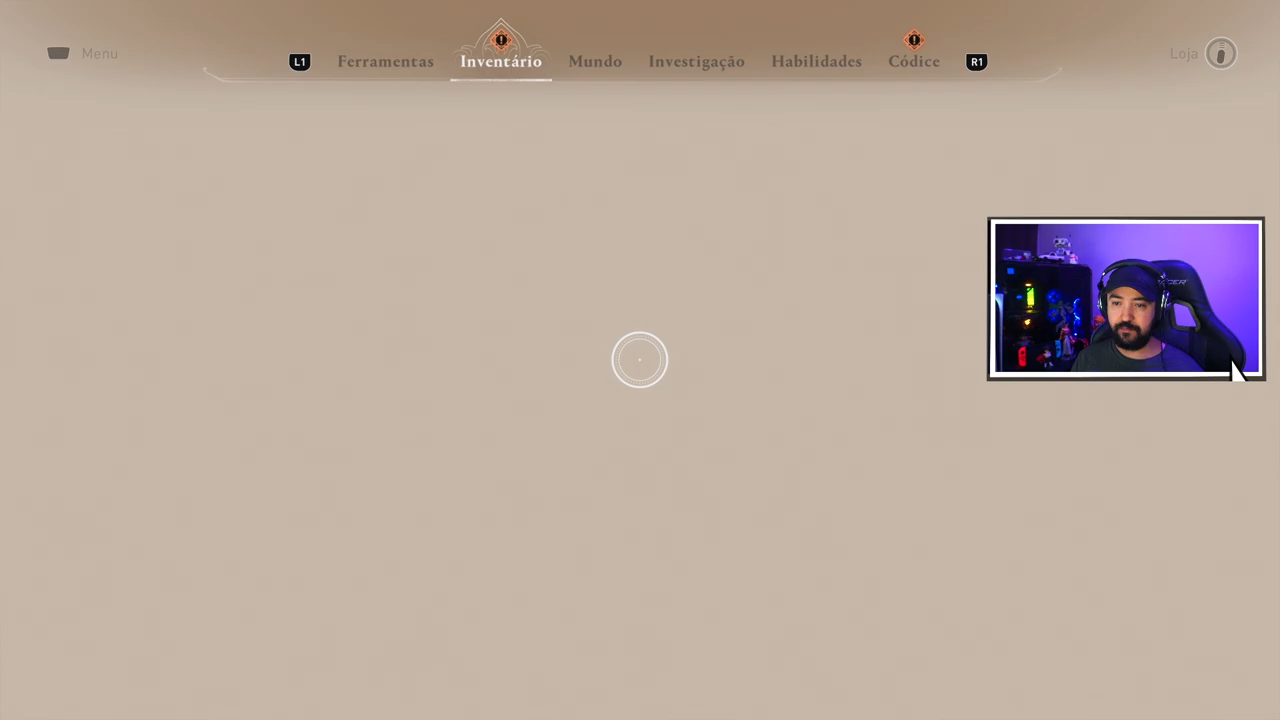 Menu
L1 Ferramentas Inventário Mundo Investigação Habilidades Códice R1
Loja